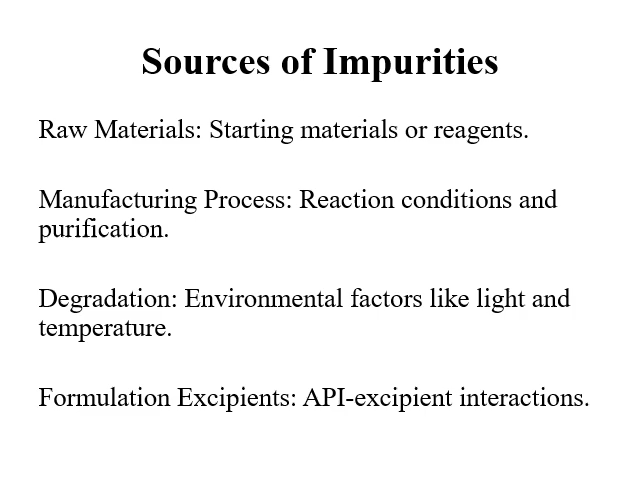 Sources of Impurities
Raw Materials: Starting materials or reagents.
Manufacturing Process: Reaction conditions and
purification.
Degradation: Environmental factors like light and
temperature.
Formulation Excipients: API-excipient interactions.